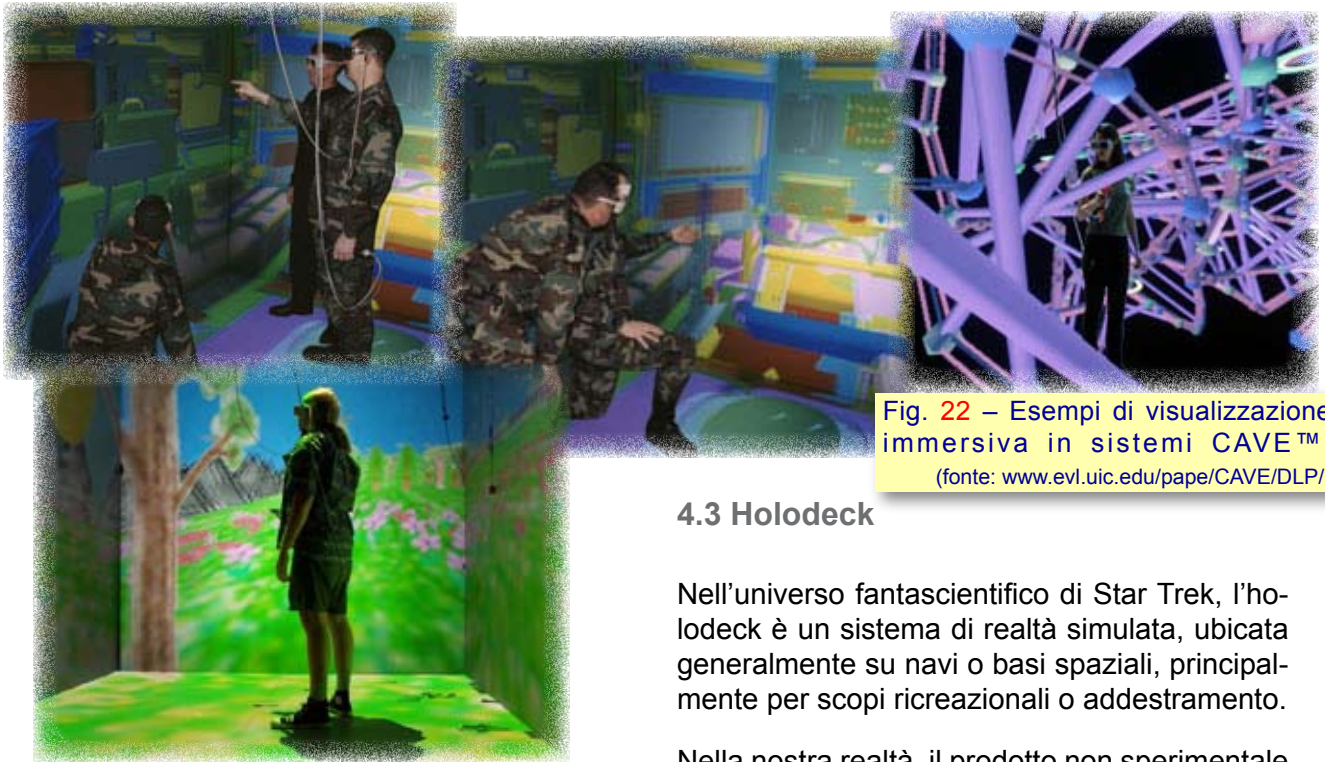 Fig. 22 – Esempi di visualizzazione
immersiva in sistemi CAVE™
(fonte: www.evl.uic.edu/pape/CAVE/DLP/
4.3 Holodeck
Nell’universo fantascientifico di Star Trek, l’ho-
lodeck è un sistema di realtà simulata, ubicata
generalmente su navi o basi spaziali, principal-
mente per scopi ricreazionali o addestramento.
Nella nostra realtà, il prodotto non sperimentale